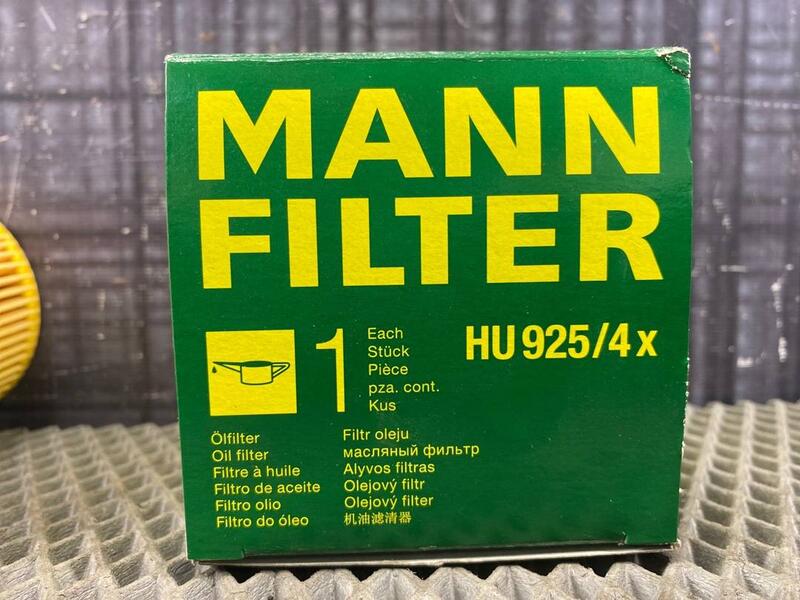 MANN
FILTER
1
Each
Stück
Pièce
pza. cont.
Kus
HU 925/4 x
Ölfilter
Oil filter
Filtre à huile
Filtro de aceite
Filtro olio
Filtro do óleo
Filtr oleju
масляный фильтр
Alyvos filtras
Olejový filtr
Olejový filter
机油滤清器